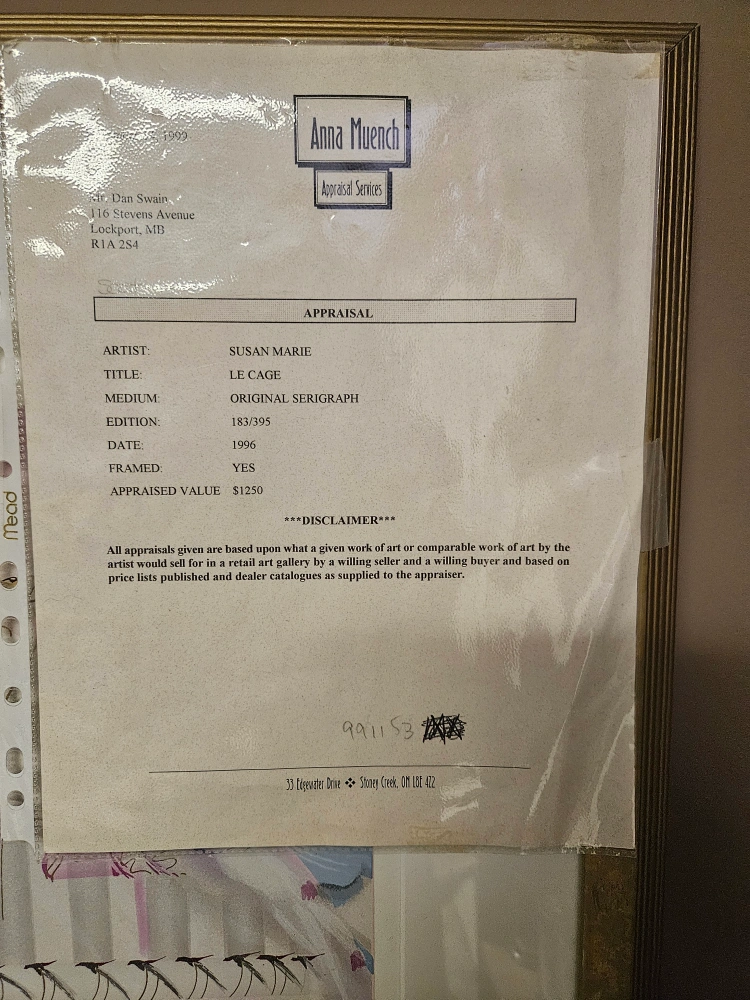 1999
Anna Muench
Appraisal Services
Mr. Dan Swain
116 Stevens Avenue
Lockport, MB
R1A 2S4
APPRAISAL
ARTIST: SUSAN MARIE
TITLE: LE CAGE
MEDIUM: ORIGINAL SERIGRAPH
EDITION: 183/395
DATE: 1996
FRAMED: YES
APPRAISED VALUE $1250
***DISCLAIMER***
All appraisals given are based upon what a given work of art or comparable work of art by the
artist would sell for in a retail art gallery by a willing seller and a willing buyer and based on
price lists published and dealer catalogues as supplied to the appraiser.
991153
33 Edgewater Drive ❖ Stoney Creek, ON L8E 4Z2
Mead